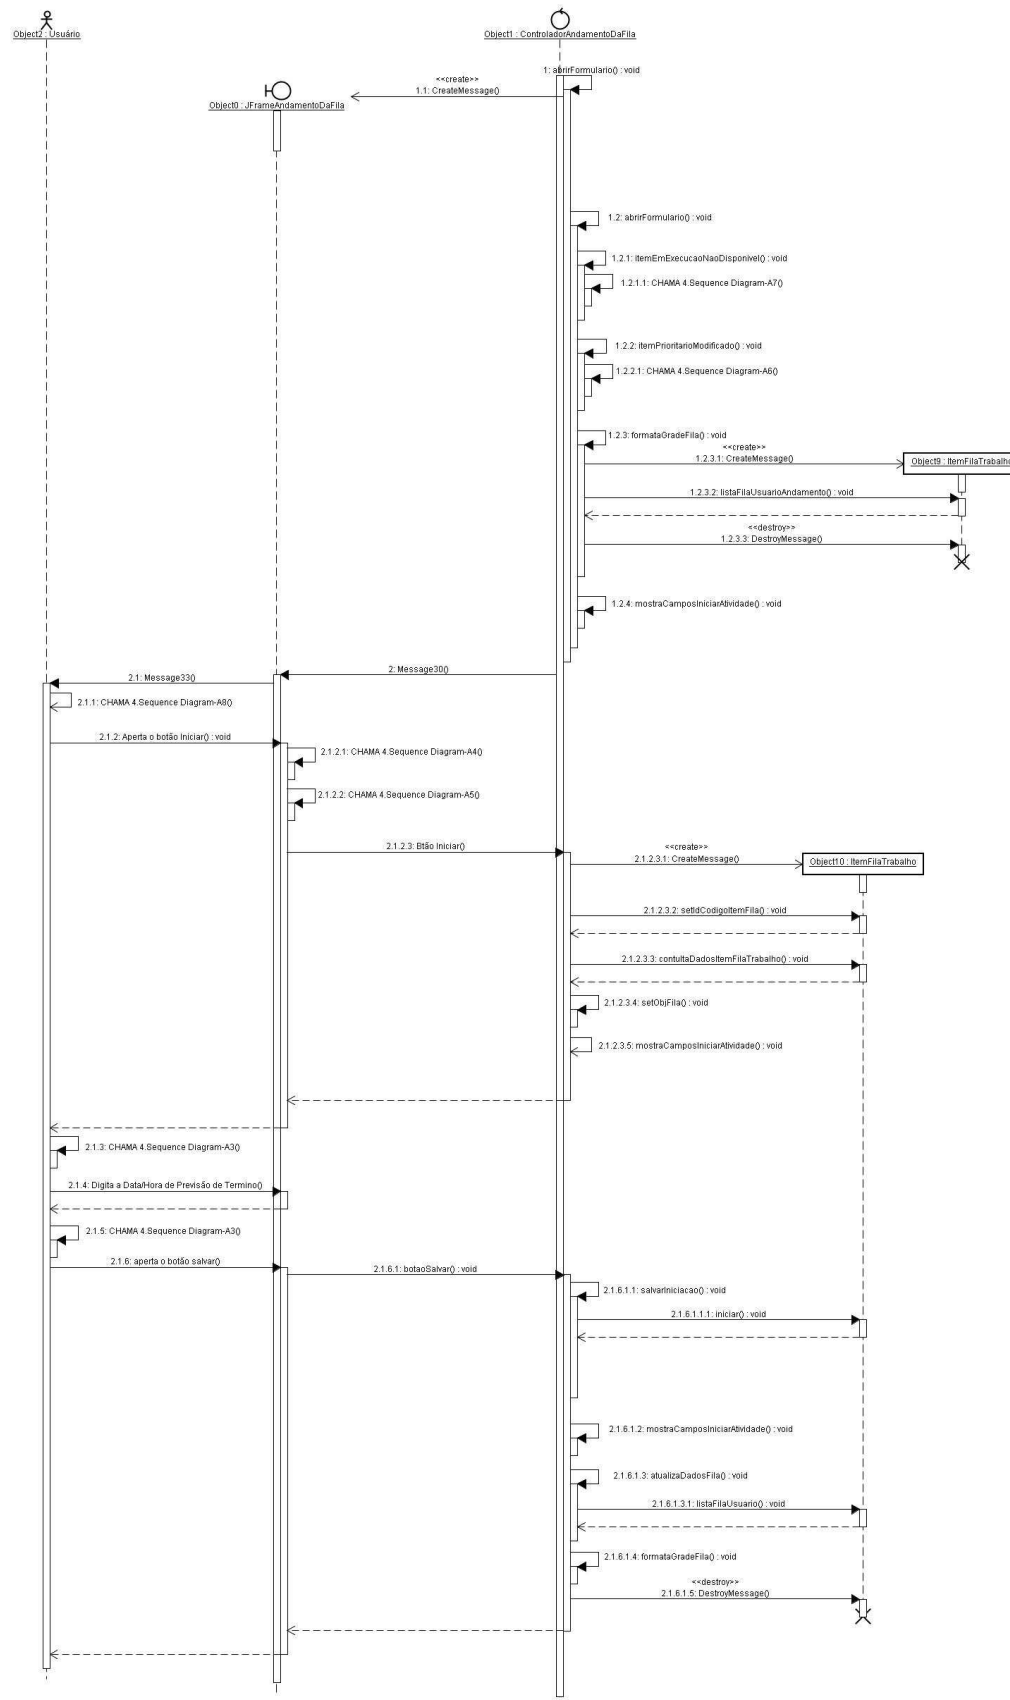 Object2 : Usuário
Object1 : ControladorAndamentoDaFila
1: abrirFormulario() : void
<<create>>
1.1: CreateMessage()
Object0 : JFrameAndamentoDaFila
1.2: abrirFormulario() : void
1.2.1: itemEmExecucaoNaoDisponivel() : void
1.2.1.1: CHAMA 4.Sequence Diagram-A7()
1.2.2: itemPrioritarioModificado() : void
1.2.2.1: CHAMA 4.Sequence Diagram-A6()
1.2.3: formataGradeFila() : void
<<create>>
1.2.3.1: CreateMessage()
Object9 : ItemFilaTrabalho
1.2.3.2: listaFilaUsuarioAndamento() : void
<<destroy>>
1.2.3.3: DestroyMessage()
1.2.4: mostraCamposIniciarAtividade() : void
2: Message30()
2.1: Message33()
2.1.1: CHAMA 4.Sequence Diagram-A8()
2.1.2: Aperta o botão Iniciar() : void
2.1.2.1: CHAMA 4.Sequence Diagram-A4()
2.1.2.2: CHAMA 4.Sequence Diagram-A5()
2.1.2.3: Btão Iniciar()
<<create>>
2.1.2.3.1: CreateMessage()
Object10 : ItemFilaTrabalho
2.1.2.3.2: setIdCodigoItemFila() : void
2.1.2.3.3: contultaDadosItemFilaTrabalho() : void
2.1.2.3.4: setObjFila() : void
2.1.2.3.5: mostraCamposIniciarAtividade() : void
2.1.3: CHAMA 4.Sequence Diagram-A3()
2.1.4: Digita a Data/Hora de Previsão de Termino()
2.1.5: CHAMA 4.Sequence Diagram-A3()
2.1.6: aperta o botão salvar()
2.1.6.1: botaoSalvar() : void
2.1.6.1.1: salvarIniciacao() : void
2.1.6.1.1.1: iniciar() : void
2.1.6.1.2: mostraCamposIniciarAtividade() : void
2.1.6.1.3: atualizaDadosFila() : void
2.1.6.1.3.1: listaFilaUsuario() : void
2.1.6.1.4: formataGradeFila() : void
<<destroy>>
2.1.6.1.5: DestroyMessage()